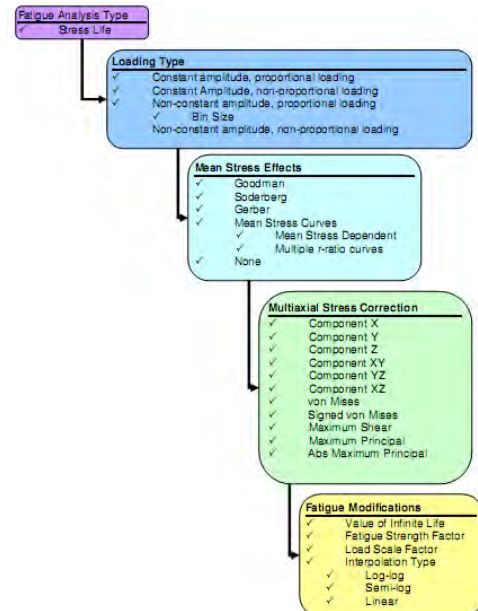 Fatigue Analysis Type
✓ Stress Life
Loading Type
✓ Constant amplitude, proportional loading
✓ Constant Amplitude, non-proportional loading
✓ Non-constant amplitude, proportional loading
✓ Bin Size
Non-constant amplitude, non-proportional loading
Mean Stress Effects
✓ Goodman
✓ Soderberg
✓ Gerber
✓ Mean Stress Curves
✓ Mean Stress Dependent
✓ Multiple r-ratio curves
✓ None
Multiaxial Stress Correction
✓ Component X
✓ Component Y
✓ Component Z
✓ Component XY
✓ Component YZ
✓ Component XZ
✓ von Mises
✓ Signed von Mises
✓ Maximum Shear
✓ Maximum Principal
✓ Abs Maximum Principal
Fatigue Modifications
✓ Value of Infinite Life
✓ Fatigue Strength Factor
✓ Load Scale Factor
✓ Interpolation Type
✓ Log-log
✓ Semi-log
✓ Linear